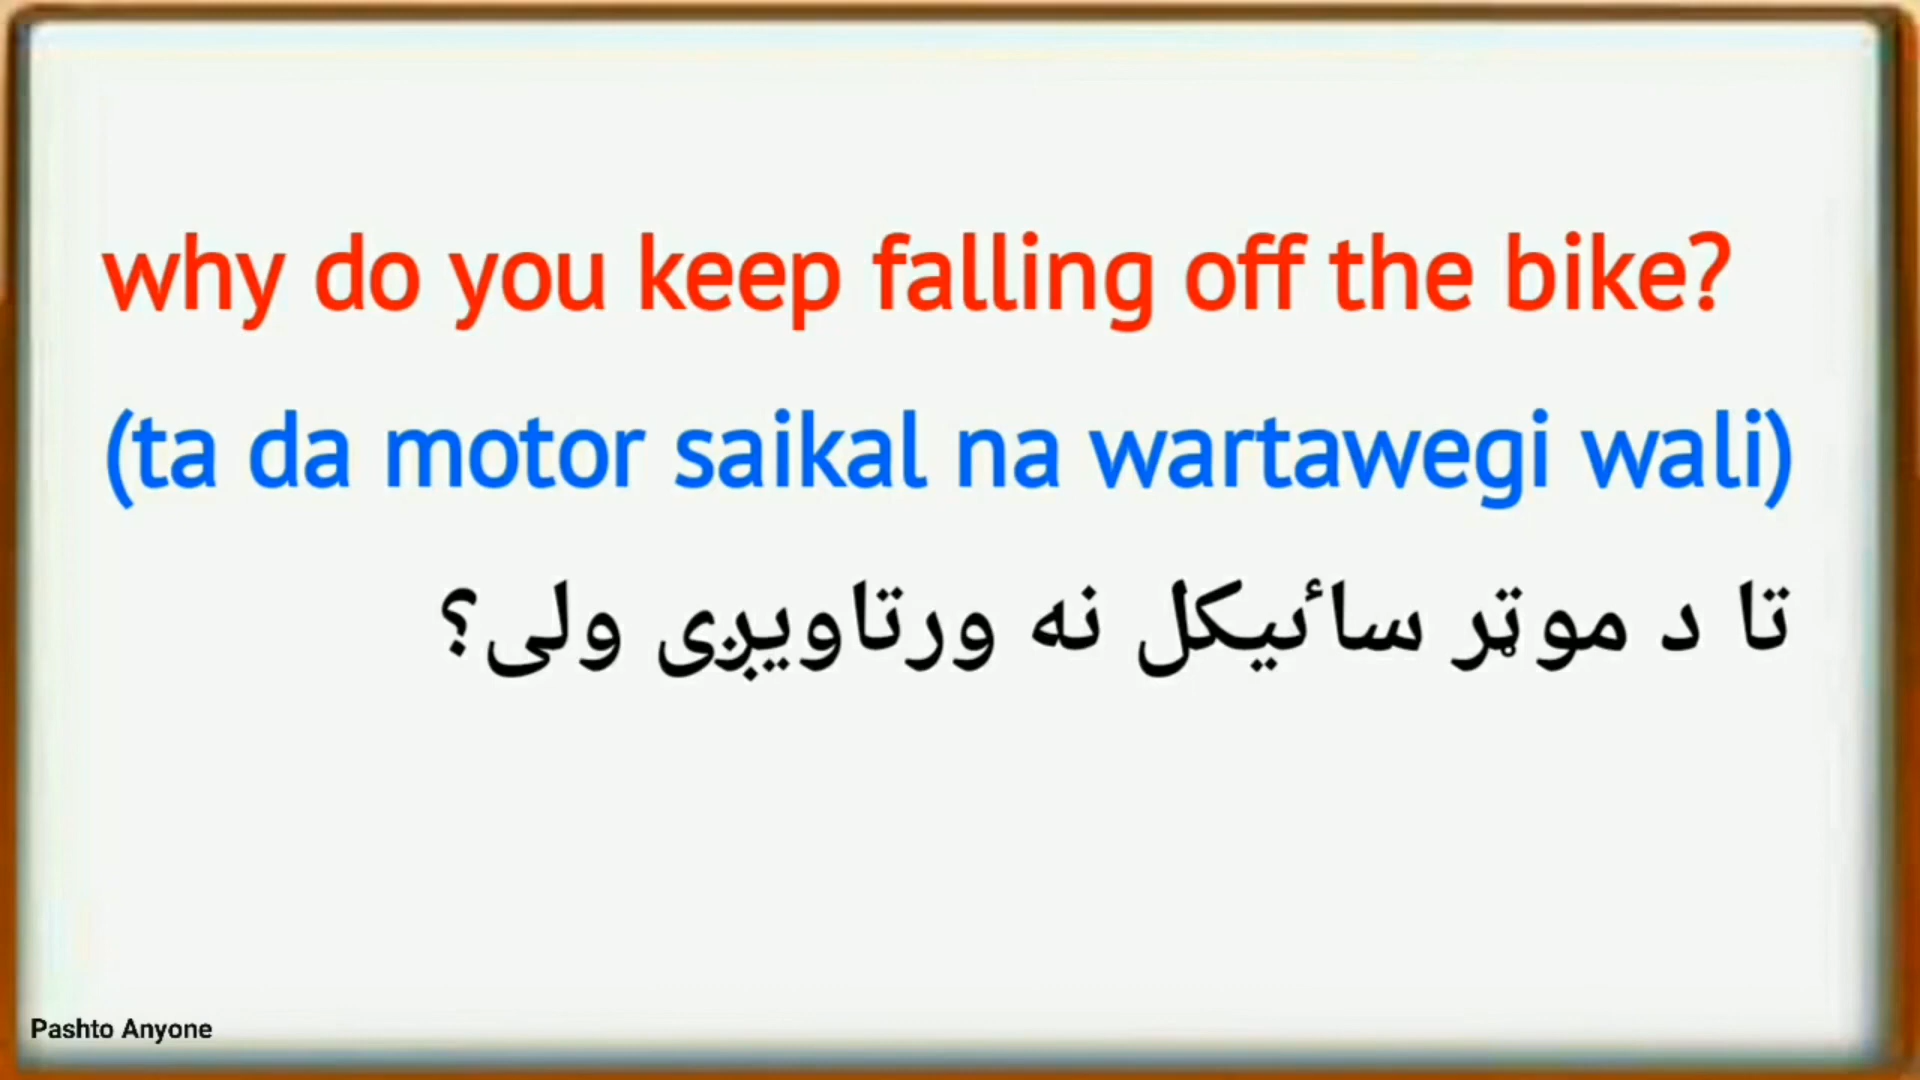 why do you keep falling off the bike?
(ta da motor saikal na wartawegi wali)
تا د موټر سائیکل نه ورتاویږی ولی؟
Pashto Anyone